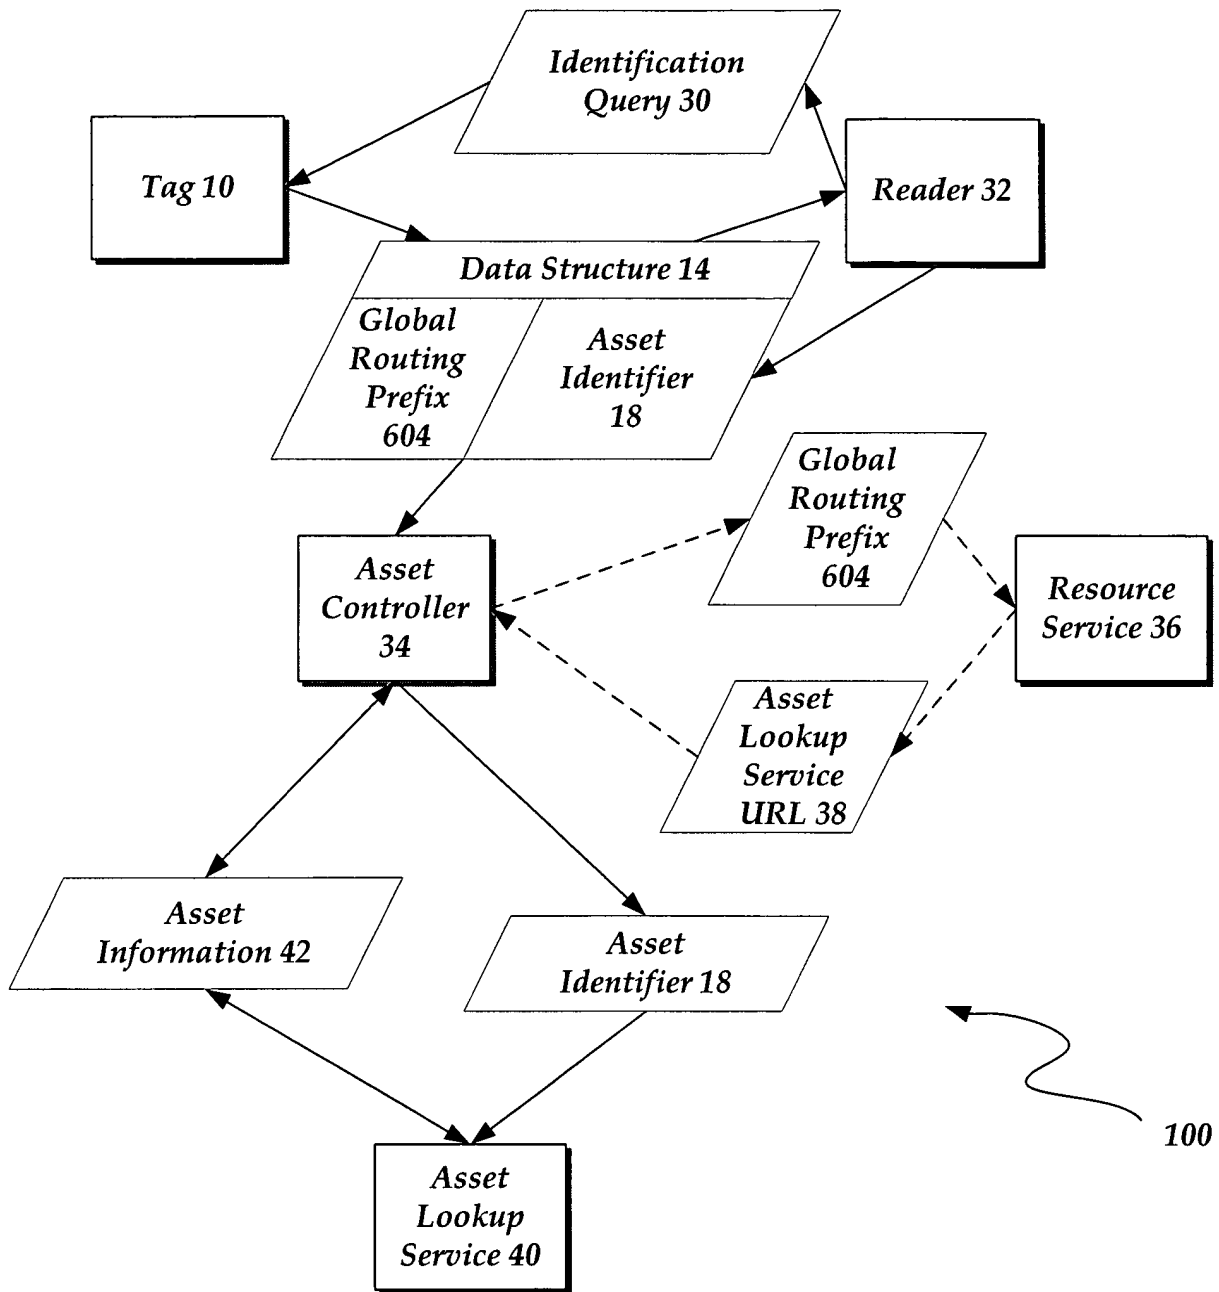 Identification
Query 30
Tag 10
Reader 32
Data Structure 14
Global
Routing
Prefix
604
Asset
Identifier
18
Global
Routing
Prefix
604
Asset
Controller
34
Resource
Service 36
Asset
Lookup
Service
URL 38
Asset
Information 42
Asset
Identifier 18
100
Asset
Lookup
Service 40